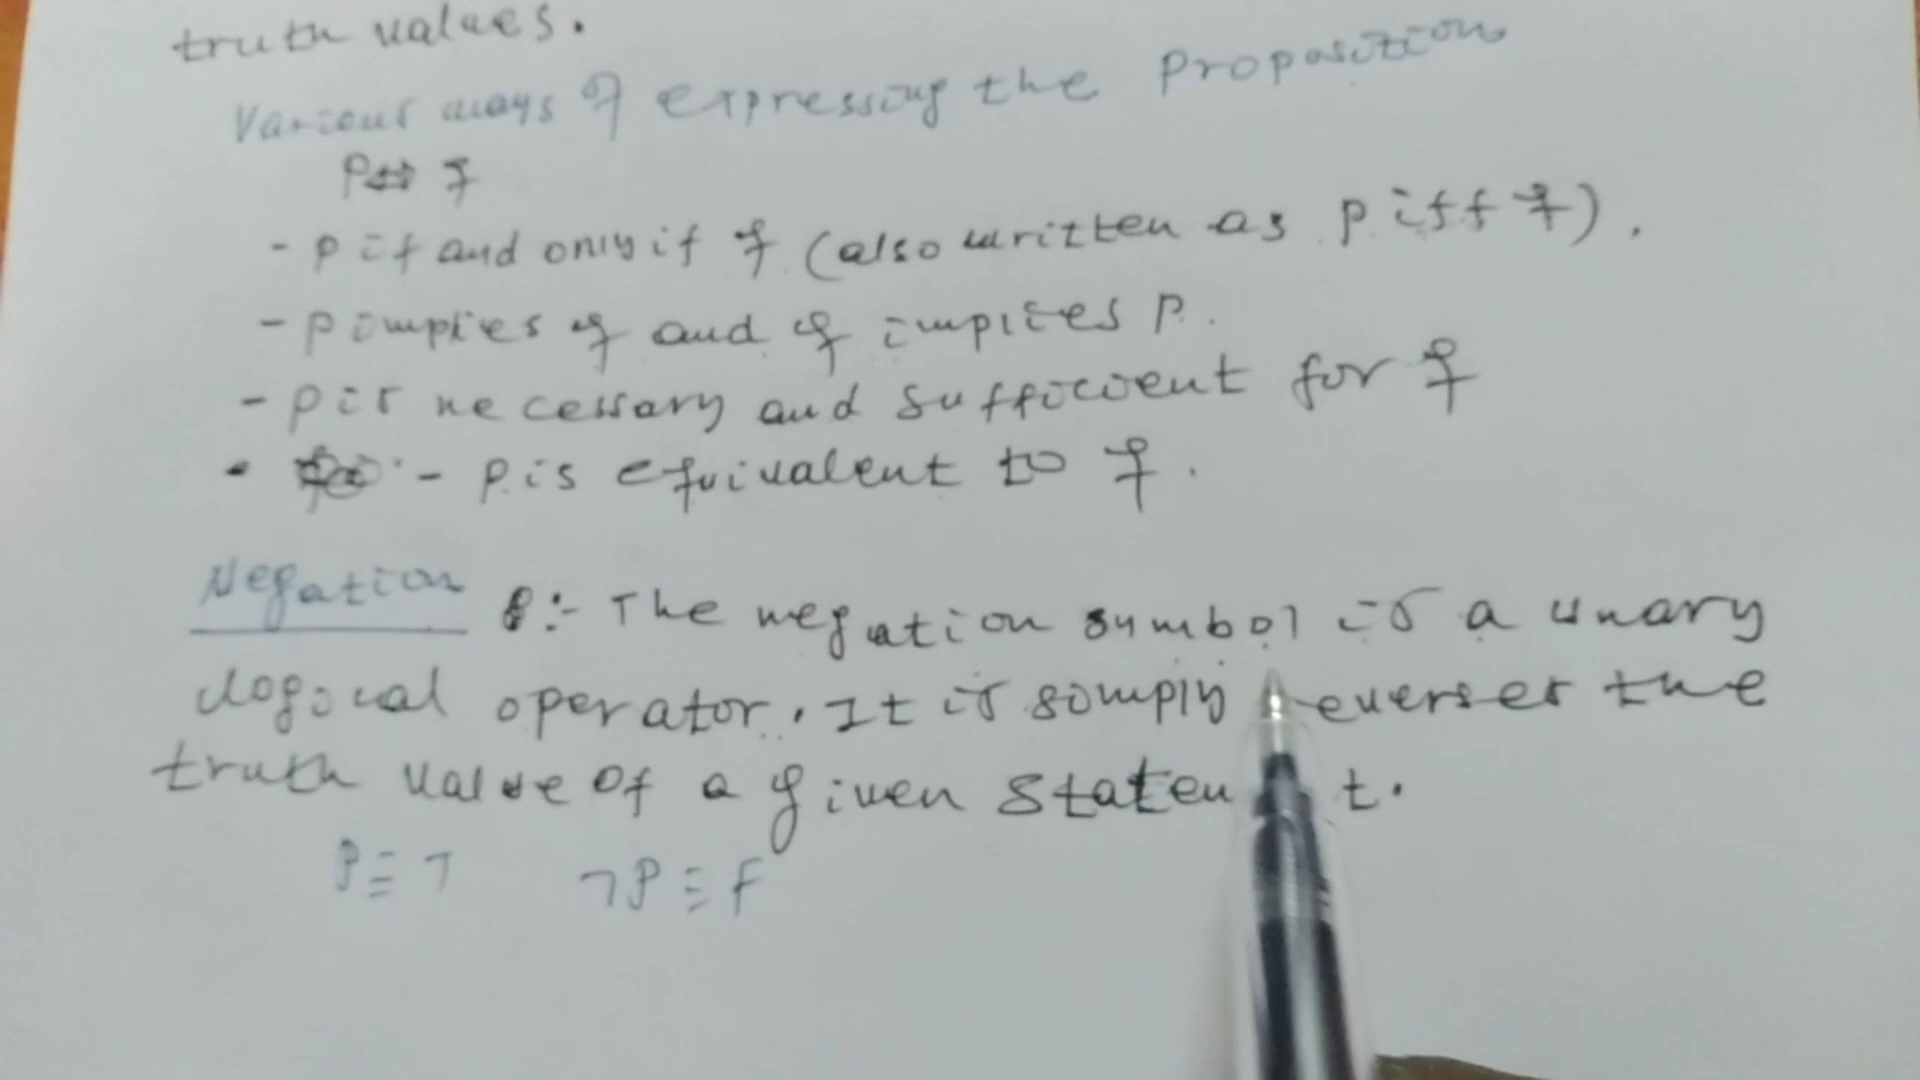 truth values.
Various ways of expressing the Proposition
P⇔ q
- p if and only if q (also written as p iff q).
- p impies q and q implies p.
- p is necessary and sufficient for q
- p is equivalent to q.
Negation :- The negation symbol is a unary
logical operator. It is simply reverses the
truth value of a given Statement.
P ≡ T ¬P ≡ F